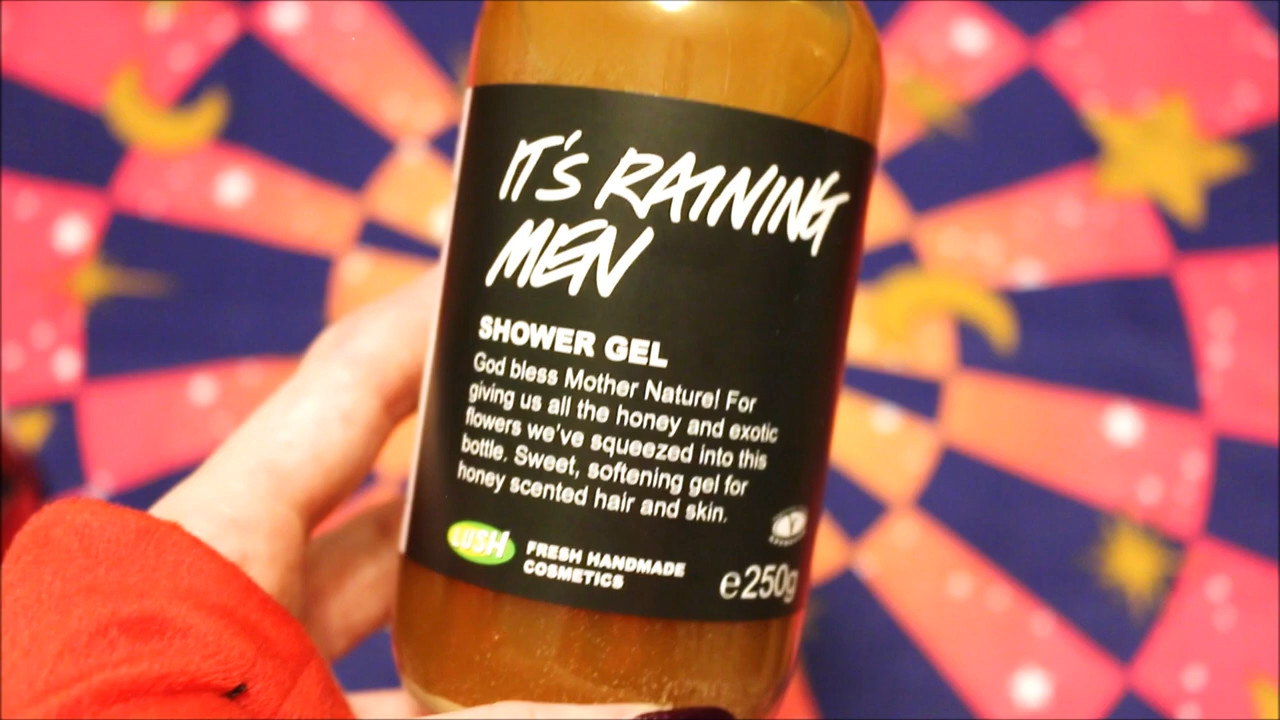 IT'S RAINING
MEN
SHOWER GEL
God bless Mother Nature! For
giving us all the honey and exotic
flowers we've squeezed into this
bottle. Sweet, softening gel for
honey scented hair and skin.
LUSH
FRESH HANDMADE
COSMETICS
℮250g